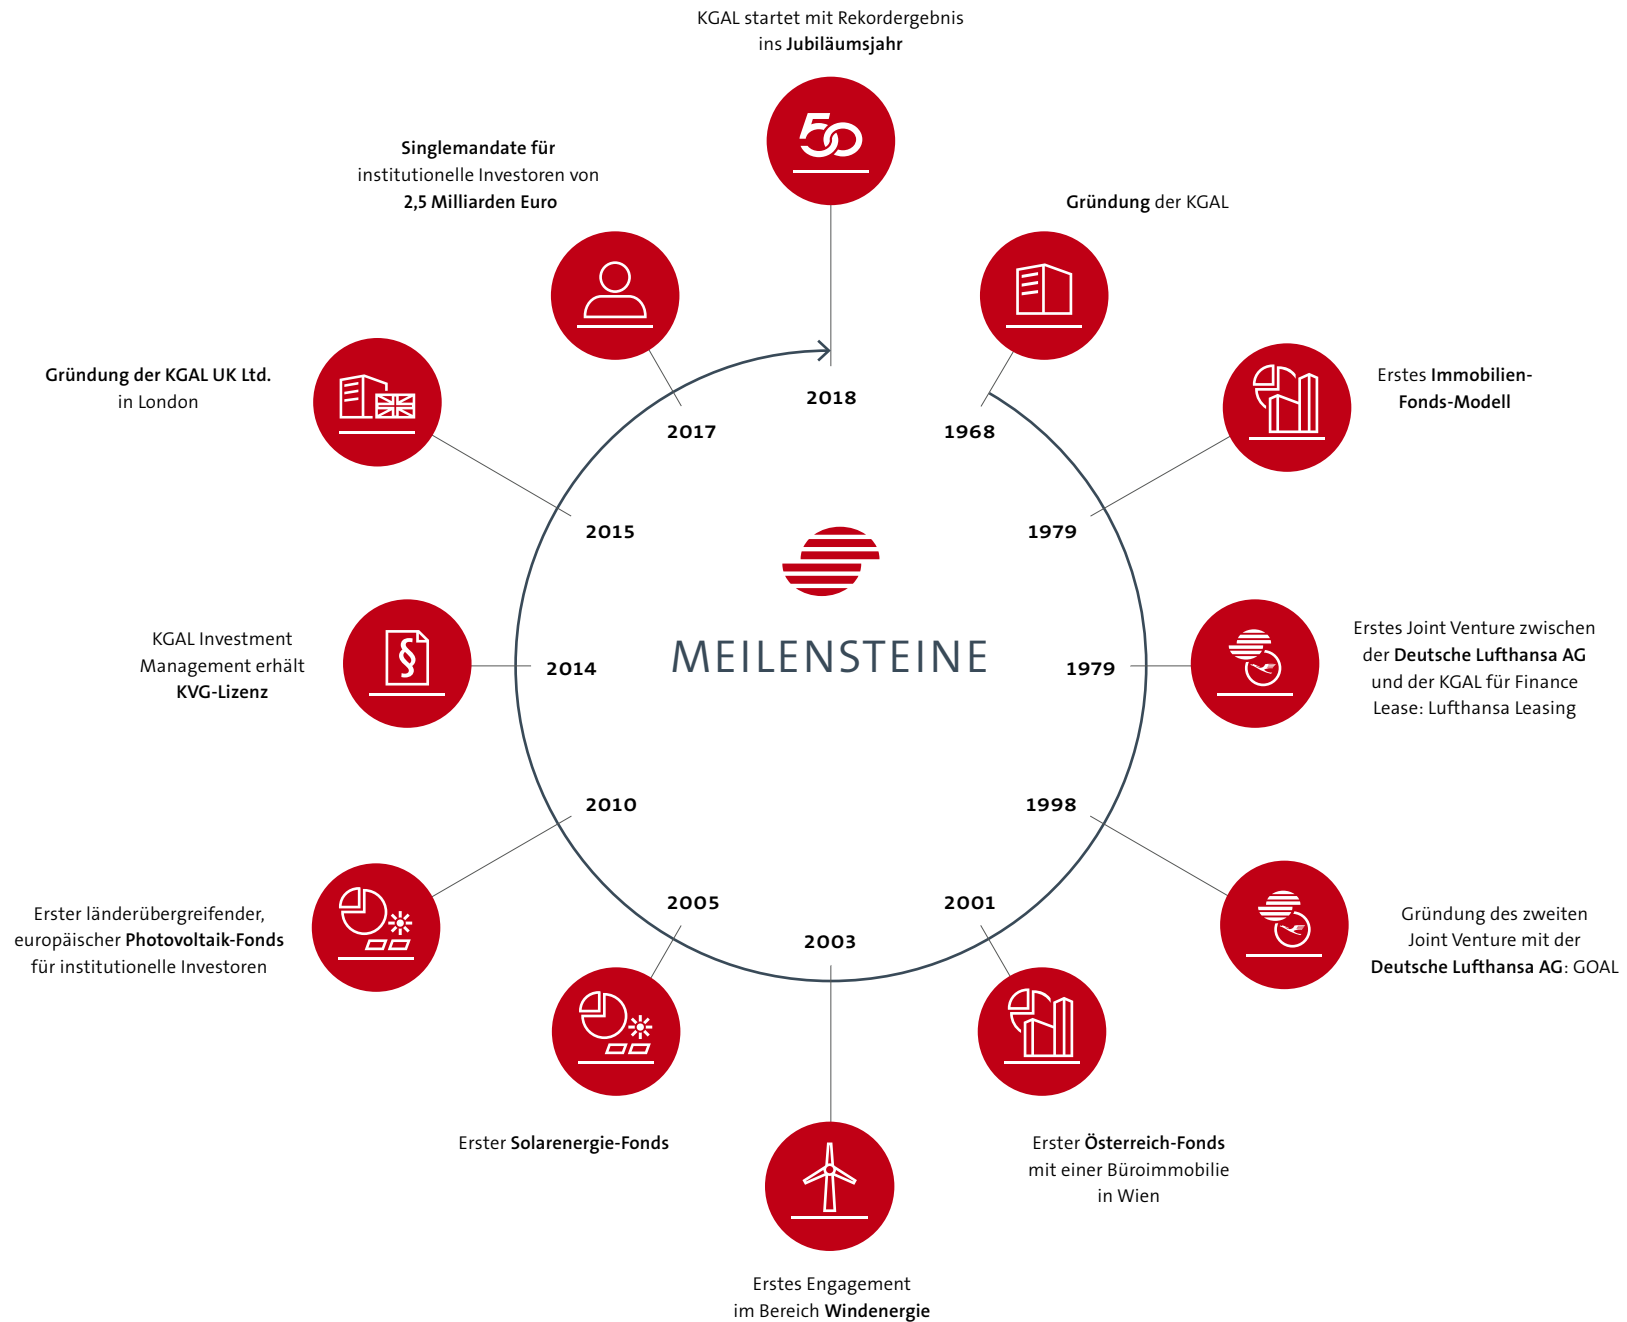 KGAL startet mit Rekordergebnis
ins Jubiläumsjahr
50
2018
Gründung der KGAL
1968
Erstes Immobilien-
Fonds-Modell
1979
Erstes Joint Venture zwischen
der Deutsche Lufthansa AG
und der KGAL für Finance
Lease: Lufthansa Leasing
1979
Gründung des zweiten
Joint Venture mit der
Deutsche Lufthansa AG: GOAL
1998
Erster Österreich-Fonds
mit einer Büroimmobilie
in Wien
2001
Erstes Engagement
im Bereich Windenergie
2003
Erster Solarenergie-Fonds
2005
Erster länderübergreifender,
europäischer Photovoltaik-Fonds
für institutionelle Investoren
2010
KGAL Investment
Management erhält
KVG-Lizenz
§
2014
Gründung der KGAL UK Ltd.
in London
2015
Singlemandate für
institutionelle Investoren von
2,5 Milliarden Euro
2017
MEILENSTEINE